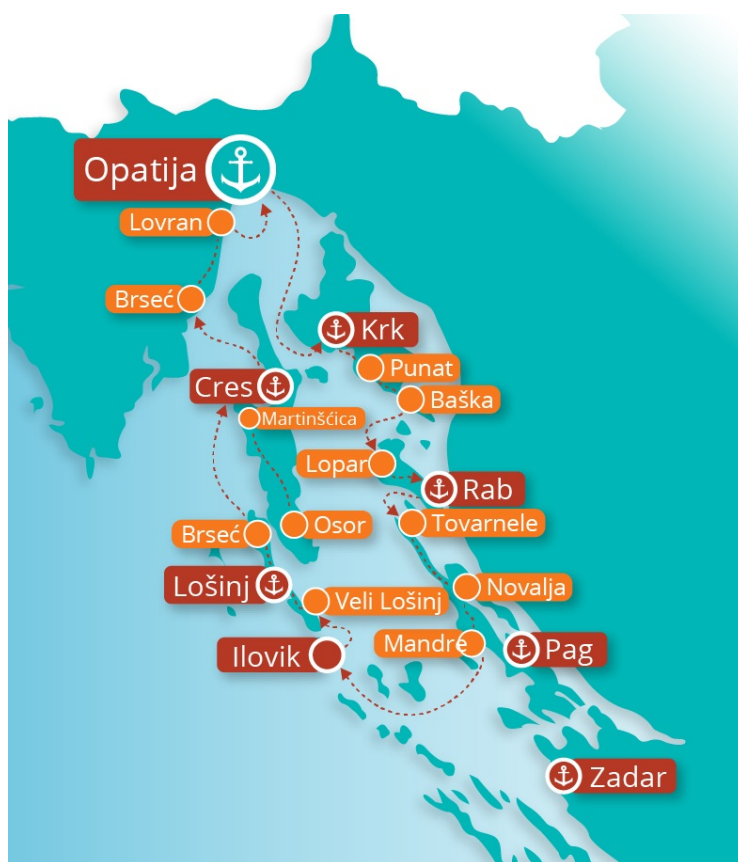 Opatija
Lovran
Brseć
Krk
Punat
Cres
Baška
Martinšćica
Lopar
Rab
Brseć
Osor
Tovarnele
Lošinj
Veli Lošinj
Novalja
Ilovik
Mandre
Pag
Zadar